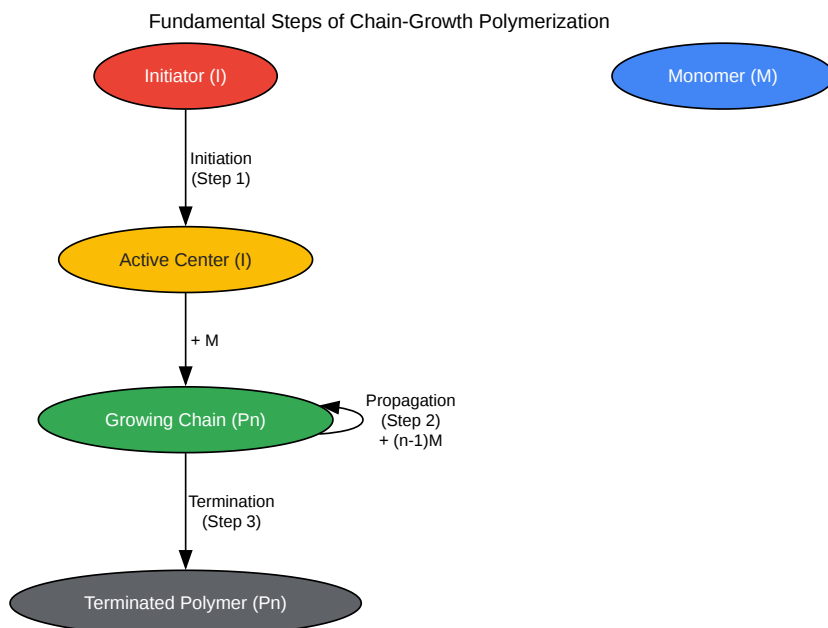 Fundamental Steps of Chain-Growth Polymerization
Initiator (I)
Monomer (M)
Initiation
(Step 1)
Active Center (I)
+ M
Growing Chain (Pn)
Propagation
(Step 2)
+ (n-1)M
Termination
(Step 3)
Terminated Polymer (Pn)